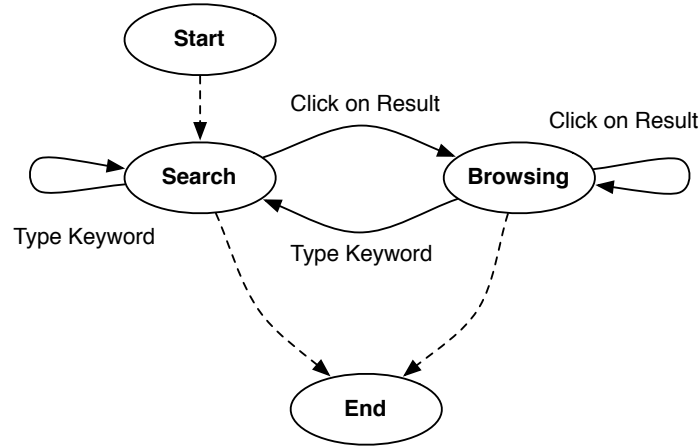 Start
Click on Result
Click on Result
Search
Browsing
Type Keyword
Type Keyword
End